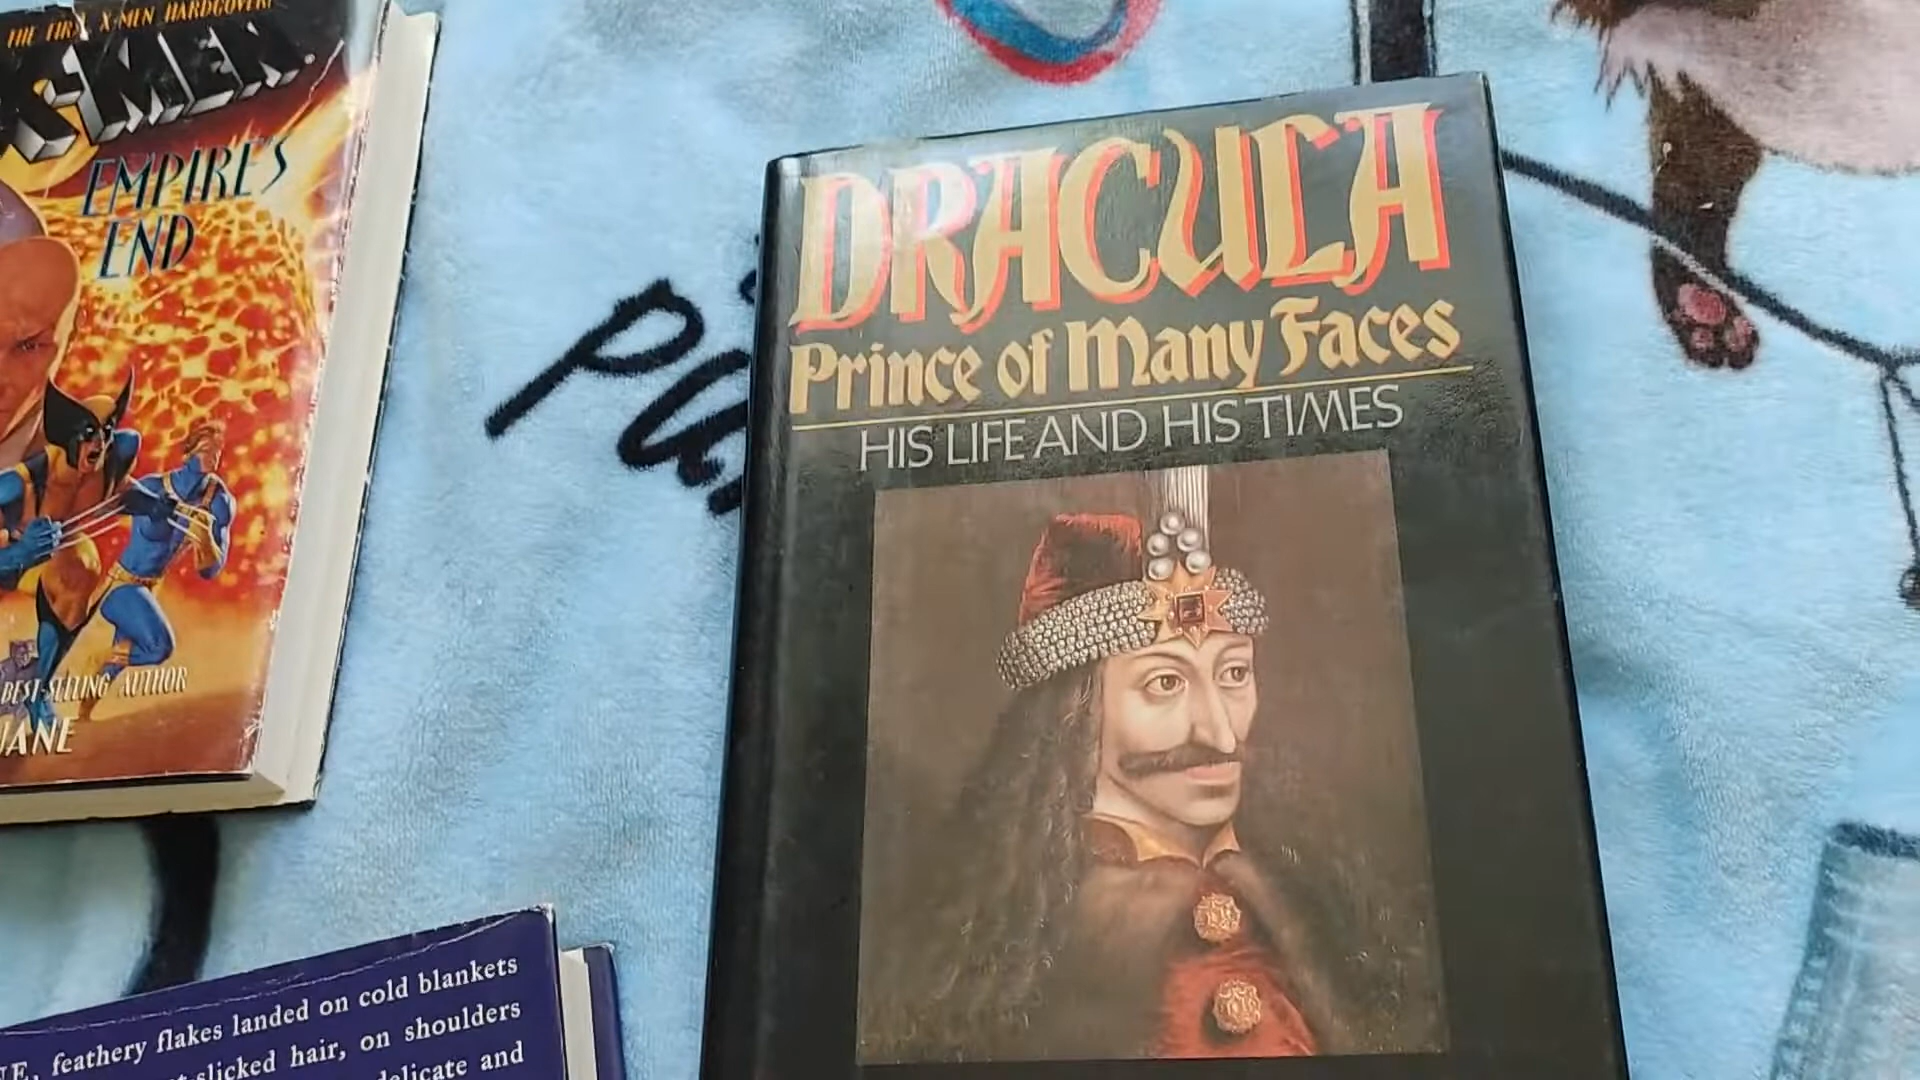 THE FIRST X-MEN HARDCOVER!
X-MEN
EMPIRE'S
END
BEST-SELLING AUTHOR
DRACULA
Prince of Many Faces
HIS LIFE AND HIS TIMES
feathery flakes landed on cold blankets
slicked hair, on shoulders
delicate and